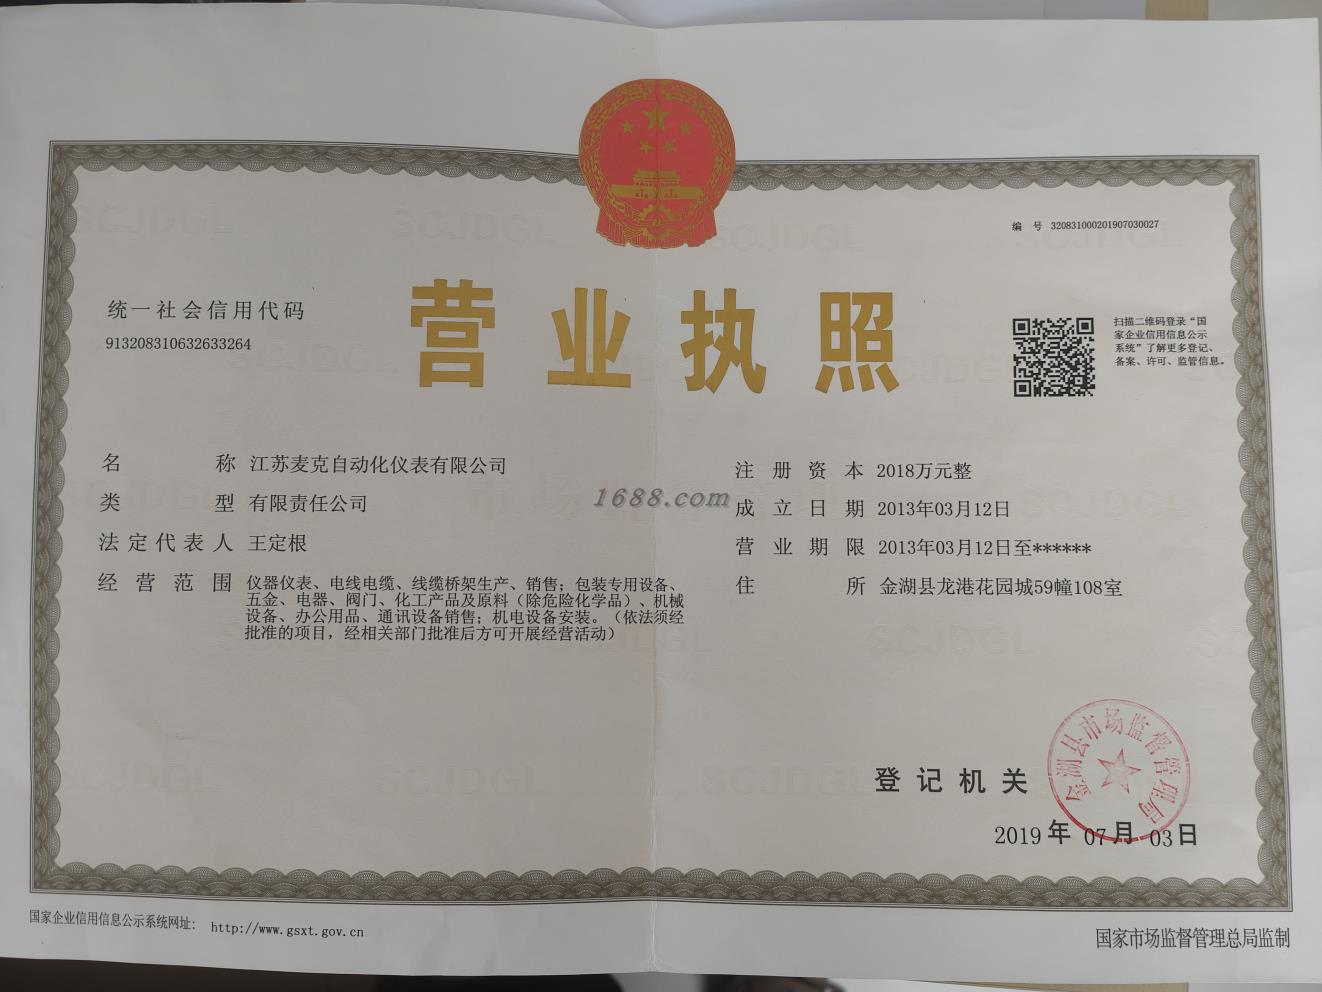 编 号 320831000201907030027
营业执照
统一社会信用代码
913208310632633264
扫描二维码登录“国
家企业信用信息公示
系统”了解更多登记、
备案、许可、监管信息。
名 称 江苏麦克自动化仪表有限公司
类 型 有限责任公司
法定代表人 王定根
经营范围 仪器仪表、电线电缆、线缆桥架生产、销售；包装专用设备、
五金、电器、阀门、化工产品及原料（除危险化学品）、机械
设备、办公用品、通讯设备销售；机电设备安装。（依法须经
批准的项目，经相关部门批准后方可开展经营活动）
1688.com
注册资本 2018万元整
成立日期 2013年03月12日
营业期限 2013年03月12日至******
住 所 金湖县龙港花园城59幢108室
登记机关
金湖县市场监督管理局
2019年07月03日
国家企业信用信息公示系统网址： http://www.gsxt.gov.cn
国家市场监督管理总局监制